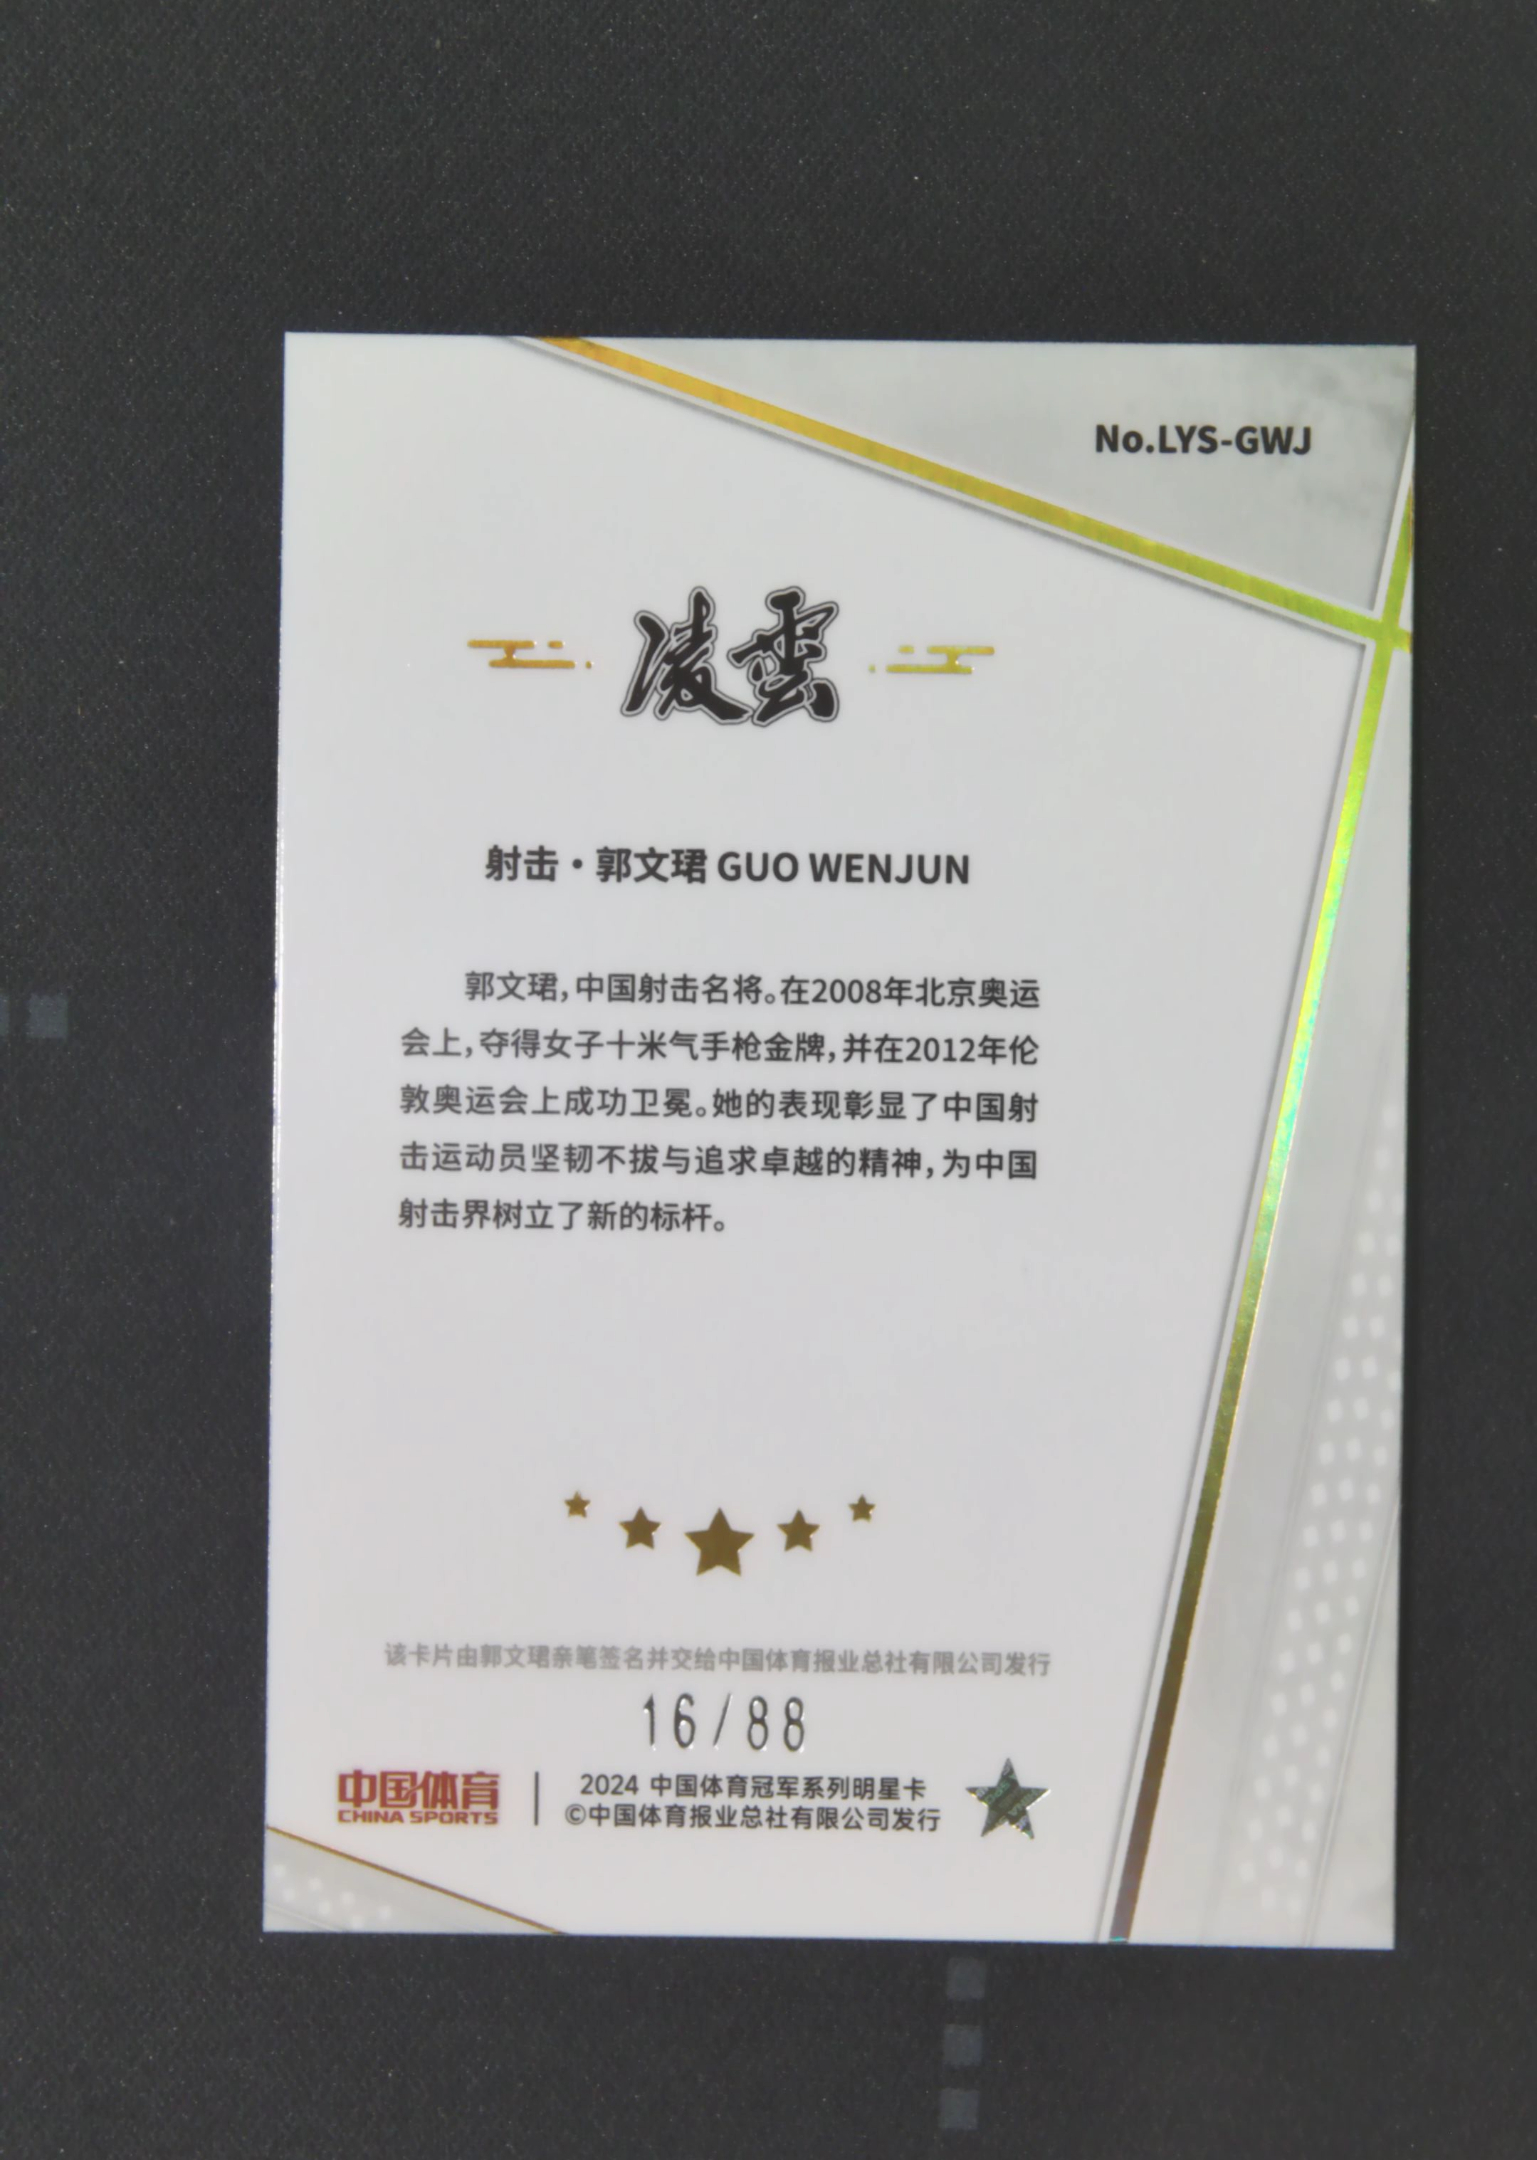 No.LYS-GWJ
凌雲
射击·郭文珺 GUO WENJUN
郭文珺,中国射击名将。在2008年北京奥运
会上,夺得女子十米气手枪金牌,并在2012年伦
敦奥运会上成功卫冕。她的表现彰显了中国射
击运动员坚韧不拔与追求卓越的精神,为中国
射击界树立了新的标杆。
该卡片由郭文珺亲笔签名并交给中国体育报业总社有限公司发行
16/88
中国体育
CHINA SPORTS
2024 中国体育冠军系列明星卡
©中国体育报业总社有限公司发行